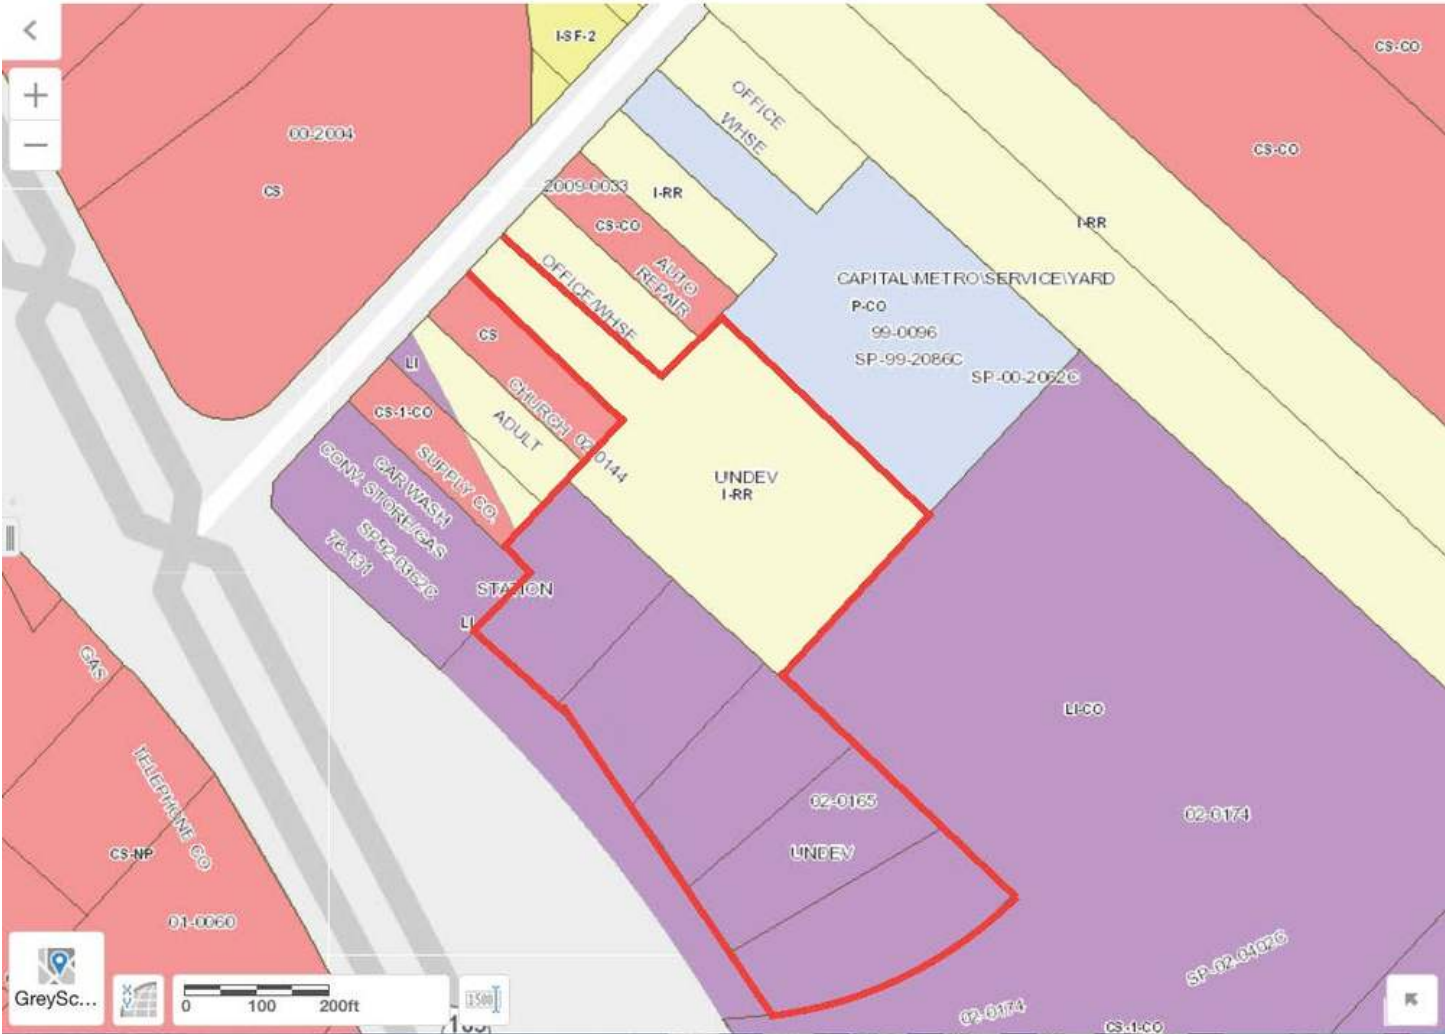 I-SF-2
CS-CO
OFFICE
WHSE
00-2004
CS-CO
CS
2009-0033
I-RR
CS-CO
I-RR
AUTO
REPAIR
OFFICE/WHSE
CAPITAL\METRO\SERVICE\YARD
P-CO
99-0096
SP-99-2086C
SP-00-2062C
CS
LI
CHURCH 02-0144
CS-1-CO
ADULT
SUPPLY CO.
CAR WASH
CONV. STORE/GAS
SP92-0362C
76-131
UNDEV
I-RR
STATION
LI
GAS
LI-CO
TELEPHONE CO
02-0165
02-0174
UNDEV
CS-NP
01-0060
SP-02-0402C
GreySc...
X,Y
0 100 200ft
1500
02-0174
CS-1-CO